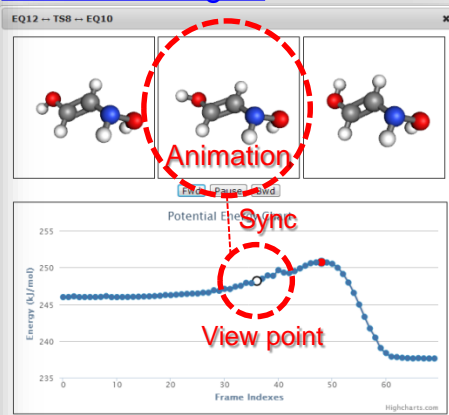 EQ12 ↔ TS8 ↔ EQ10
Animation
Fwd Pause Bwd
Potential Energy Chart
Sync
View point
Energy (kJ/mol)
255
250
245
240
235
0 10 20 30 40 50 60
Frame Indexes
Highcharts.com